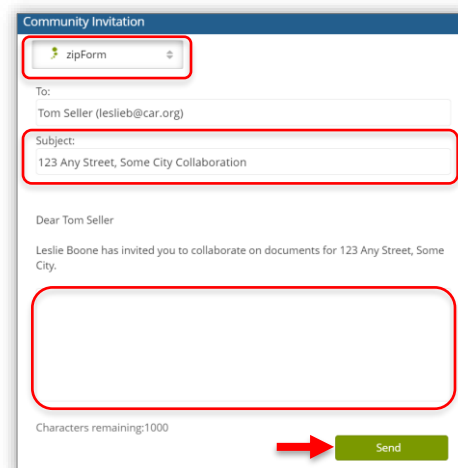 Community Invitation
zipForm
To:
Tom Seller (leslieb@car.org)
Subject:
123 Any Street, Some City Collaboration
Dear Tom Seller
Leslie Boone has invited you to collaborate on documents for 123 Any Street, Some
City.
Characters remaining:1000
Send